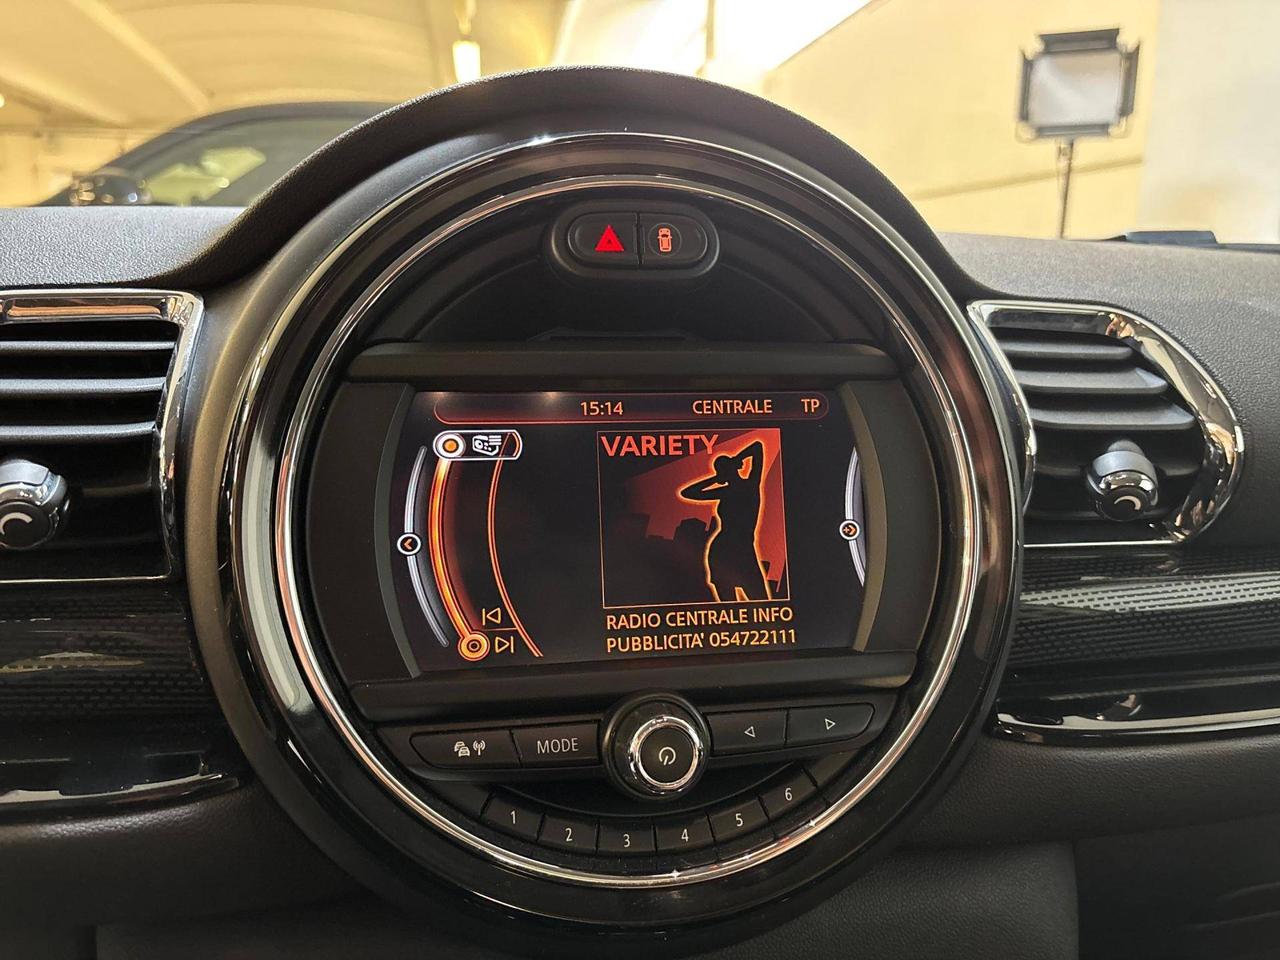 15:14 CENTRALE TP
VARIETY
RADIO CENTRALE INFO
PUBBLICITA' 054722111
MODE
1 2 3 4 5 6